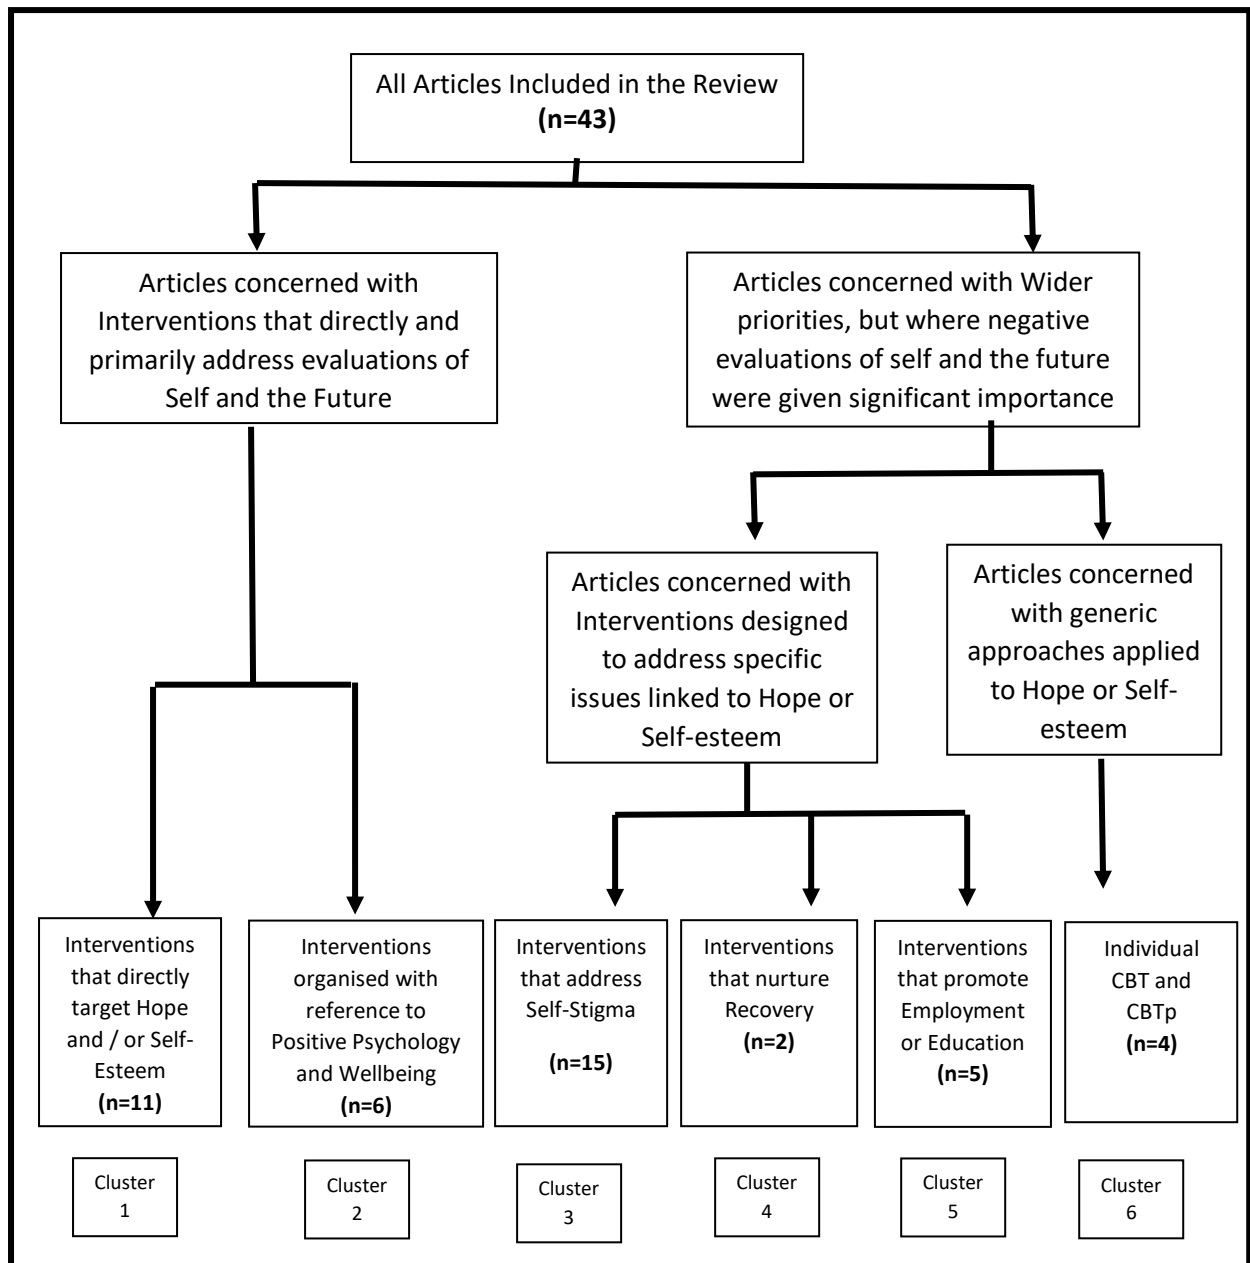 All Articles Included in the Review
(n=43)
Articles concerned with
Interventions that directly and
primarily address evaluations of
Self and the Future
Articles concerned with Wider
priorities, but where negative
evaluations of self and the future
were given significant importance
Articles concerned with
Interventions designed
to address specific
issues linked to Hope or
Self-esteem
Articles concerned
with generic
approaches applied
to Hope or Self-
esteem
Interventions
that directly
target Hope
and / or Self-
Esteem
(n=11)
Interventions
organised with
reference to
Positive Psychology
and Wellbeing
(n=6)
Interventions
that address
Self-Stigma
(n=15)
Interventions
that nurture
Recovery
(n=2)
Interventions
that promote
Employment
or Education
(n=5)
Individual
CBT and
CBTp
(n=4)
Cluster
1
Cluster
2
Cluster
3
Cluster
4
Cluster
5
Cluster
6